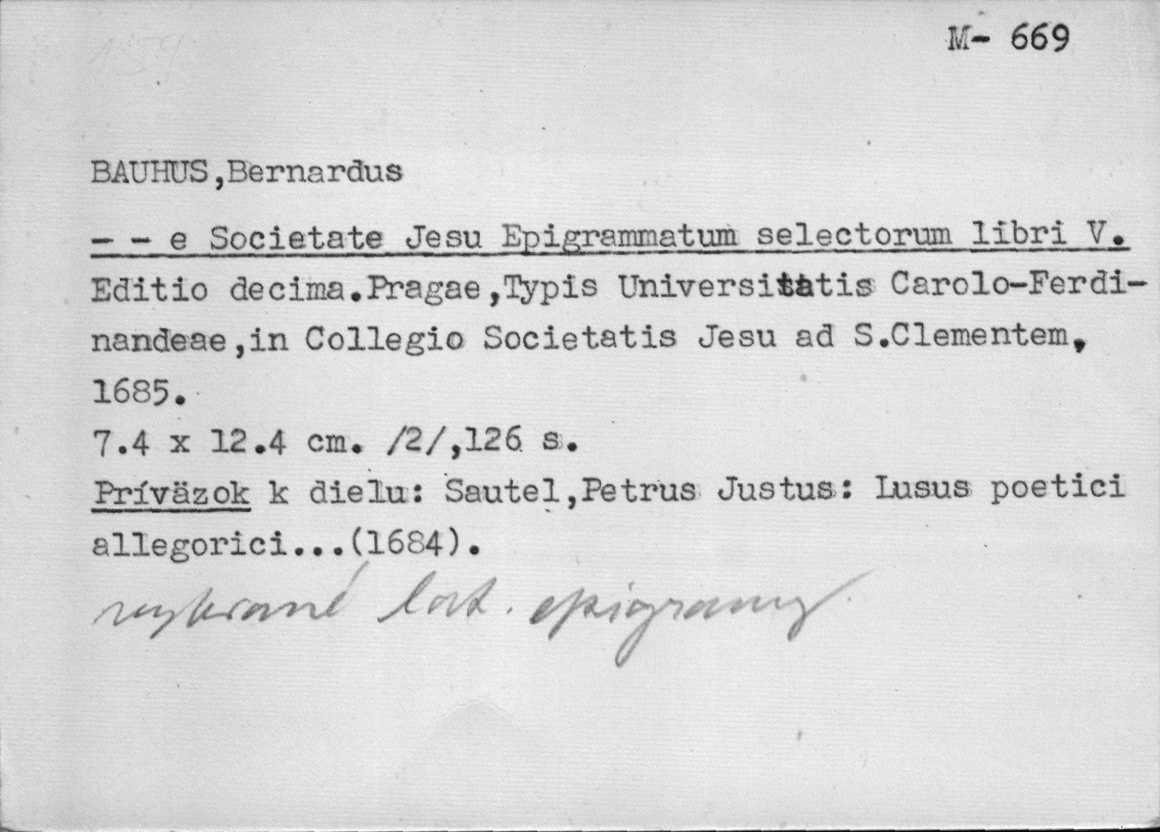 M- 669
BAUHUS,Bernardus
- - e Societate Jesu Epigrammatum selectorum libri V.
Editio decima.Pragae,Typis Universitatis Carolo-Ferdi-
nandeae,in Collegio Societatis Jesu ad S.Clementem,
1685.
7.4 x 12.4 cm. /2/,126 s.
Príväzok k dielu: Sautel,Petrus Justus: Lusus poetici
allegorici...(1684).
vybrané lat. epigramy